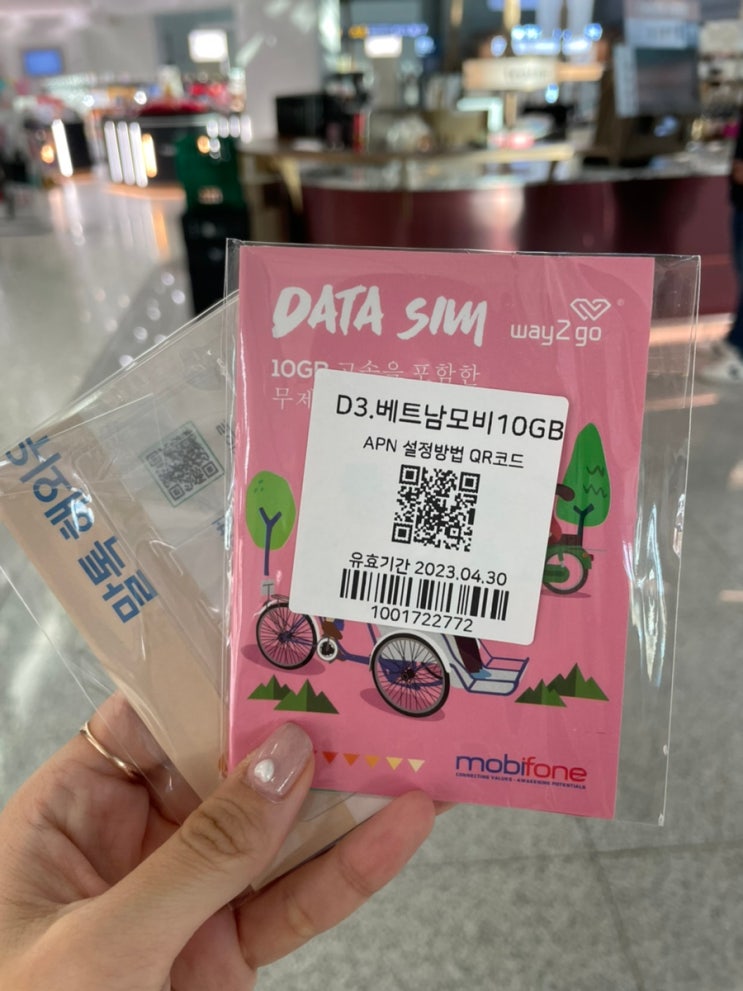 DATA SIM
way2go
10GB 고속을 포함한
무제
D3.베트남모비10GB
APN 설정방법 QR코드
유효기간 2023.04.30
1001722772
mobifone
CONNECTING VALUES - AWAKENING POTENTIALS